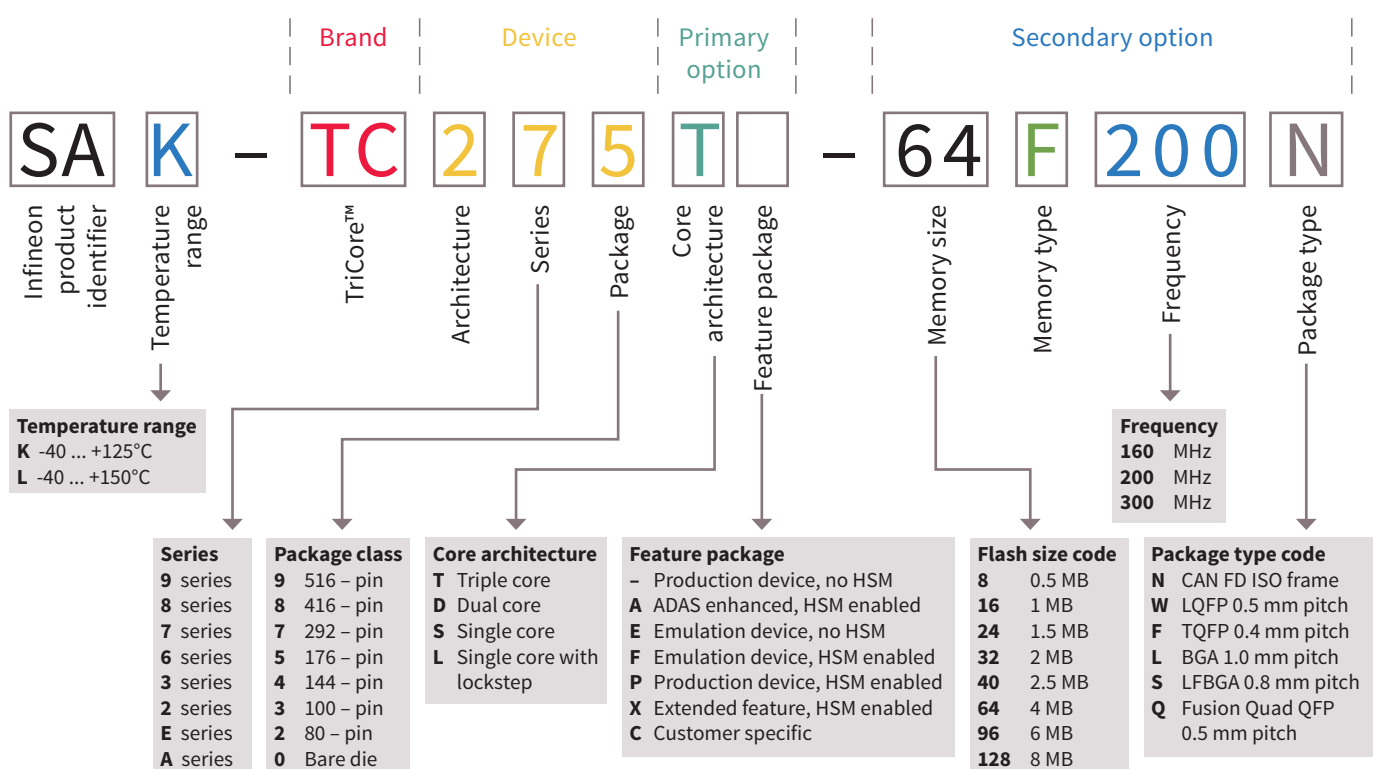 Brand
Device
Primary
option
Secondary option
SA K – TC 2 7 5 T – 64 F 200 N
Infineon
product
identifier
Temperature
range
TriCore™
Architecture
Series
Package
Core
architecture
Feature package
Memory size
Memory type
Frequency
Package type
Temperature range
K -40 ... +125°C
L -40 ... +150°C
Frequency
160 MHz
200 MHz
300 MHz
Series
9 series
8 series
7 series
6 series
3 series
2 series
E series
A series
Package class
9 516 – pin
8 416 – pin
7 292 – pin
5 176 – pin
4 144 – pin
3 100 – pin
2 80 – pin
0 Bare die
Core architecture
T Triple core
D Dual core
S Single core
L Single core with
lockstep
Feature package
– Production device, no HSM
A ADAS enhanced, HSM enabled
E Emulation device, no HSM
F Emulation device, HSM enabled
P Production device, HSM enabled
X Extended feature, HSM enabled
C Customer specific
Flash size code
8 0.5 MB
16 1 MB
24 1.5 MB
32 2 MB
40 2.5 MB
64 4 MB
96 6 MB
128 8 MB
Package type code
N CAN FD ISO frame
W LQFP 0.5 mm pitch
F TQFP 0.4 mm pitch
L BGA 1.0 mm pitch
S LFBGA 0.8 mm pitch
Q Fusion Quad QFP
0.5 mm pitch